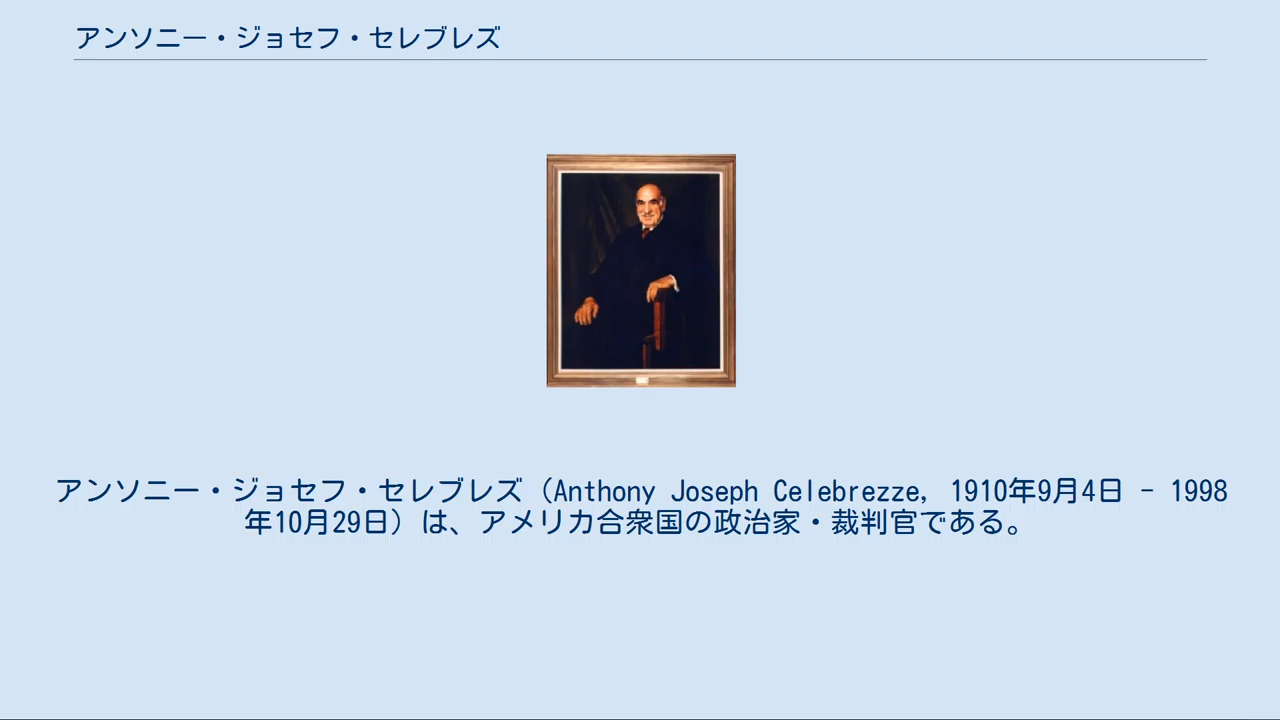 アンソニー・ジョセフ・セレブレズ
アンソニー・ジョセフ・セレブレズ（Anthony Joseph Celebrezze, 1910年9月4日 - 1998
年10月29日）は、アメリカ合衆国の政治家・裁判官である。